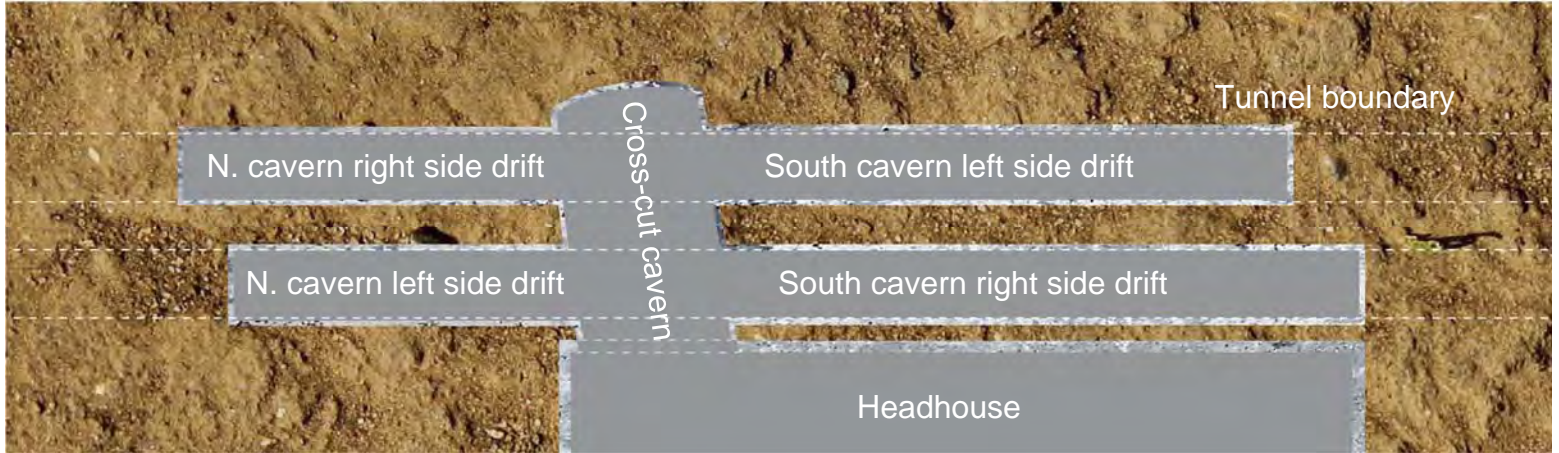 Tunnel boundary
N. cavern right side drift
Cross-cut cavern
South cavern left side drift
N. cavern left side drift
South cavern right side drift
Headhouse